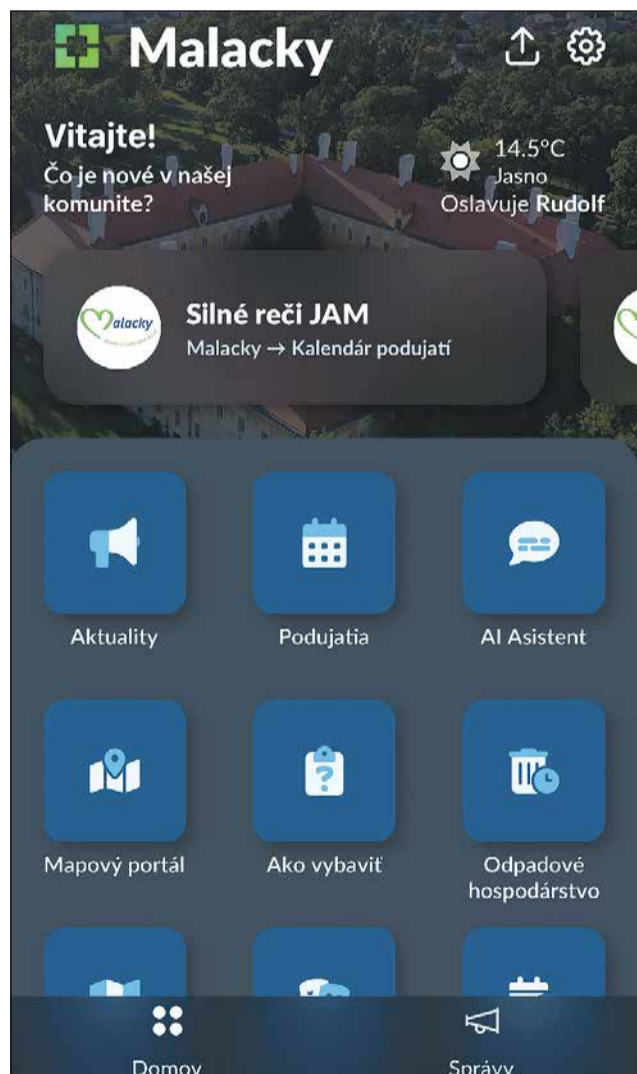 Malacky
Vitajte!
Čo je nové v našej
komunite?
14.5°C
Jasno
Oslavuje Rudolf
Malacky
Silné reči JAM
Malacky → Kalendár podujatí
Aktuality
Podujatia
AI Asistent
Mapový portál
Ako vybaviť
Odpadové
hospodárstvo
Domov
Správy